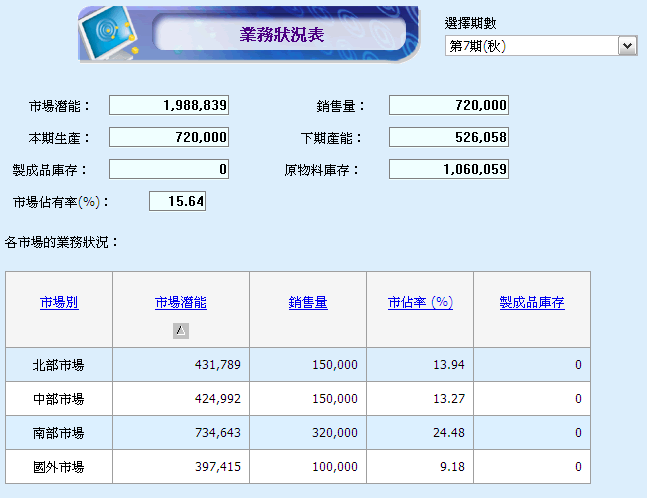 業務狀況表
選擇期數
第7期(秋)
市場潛能： 1,988,839 銷售量： 720,000
本期生產： 720,000 下期產能： 526,058
製成品庫存： 0 原物料庫存： 1,060,059
市場佔有率(%)： 15.64
各市場的業務狀況：
市場別 市場潛能 銷售量 市佔率 (%) 製成品庫存
北部市場 431,789 150,000 13.94 0
中部市場 424,992 150,000 13.27 0
南部市場 734,643 320,000 24.48 0
國外市場 397,415 100,000 9.18 0